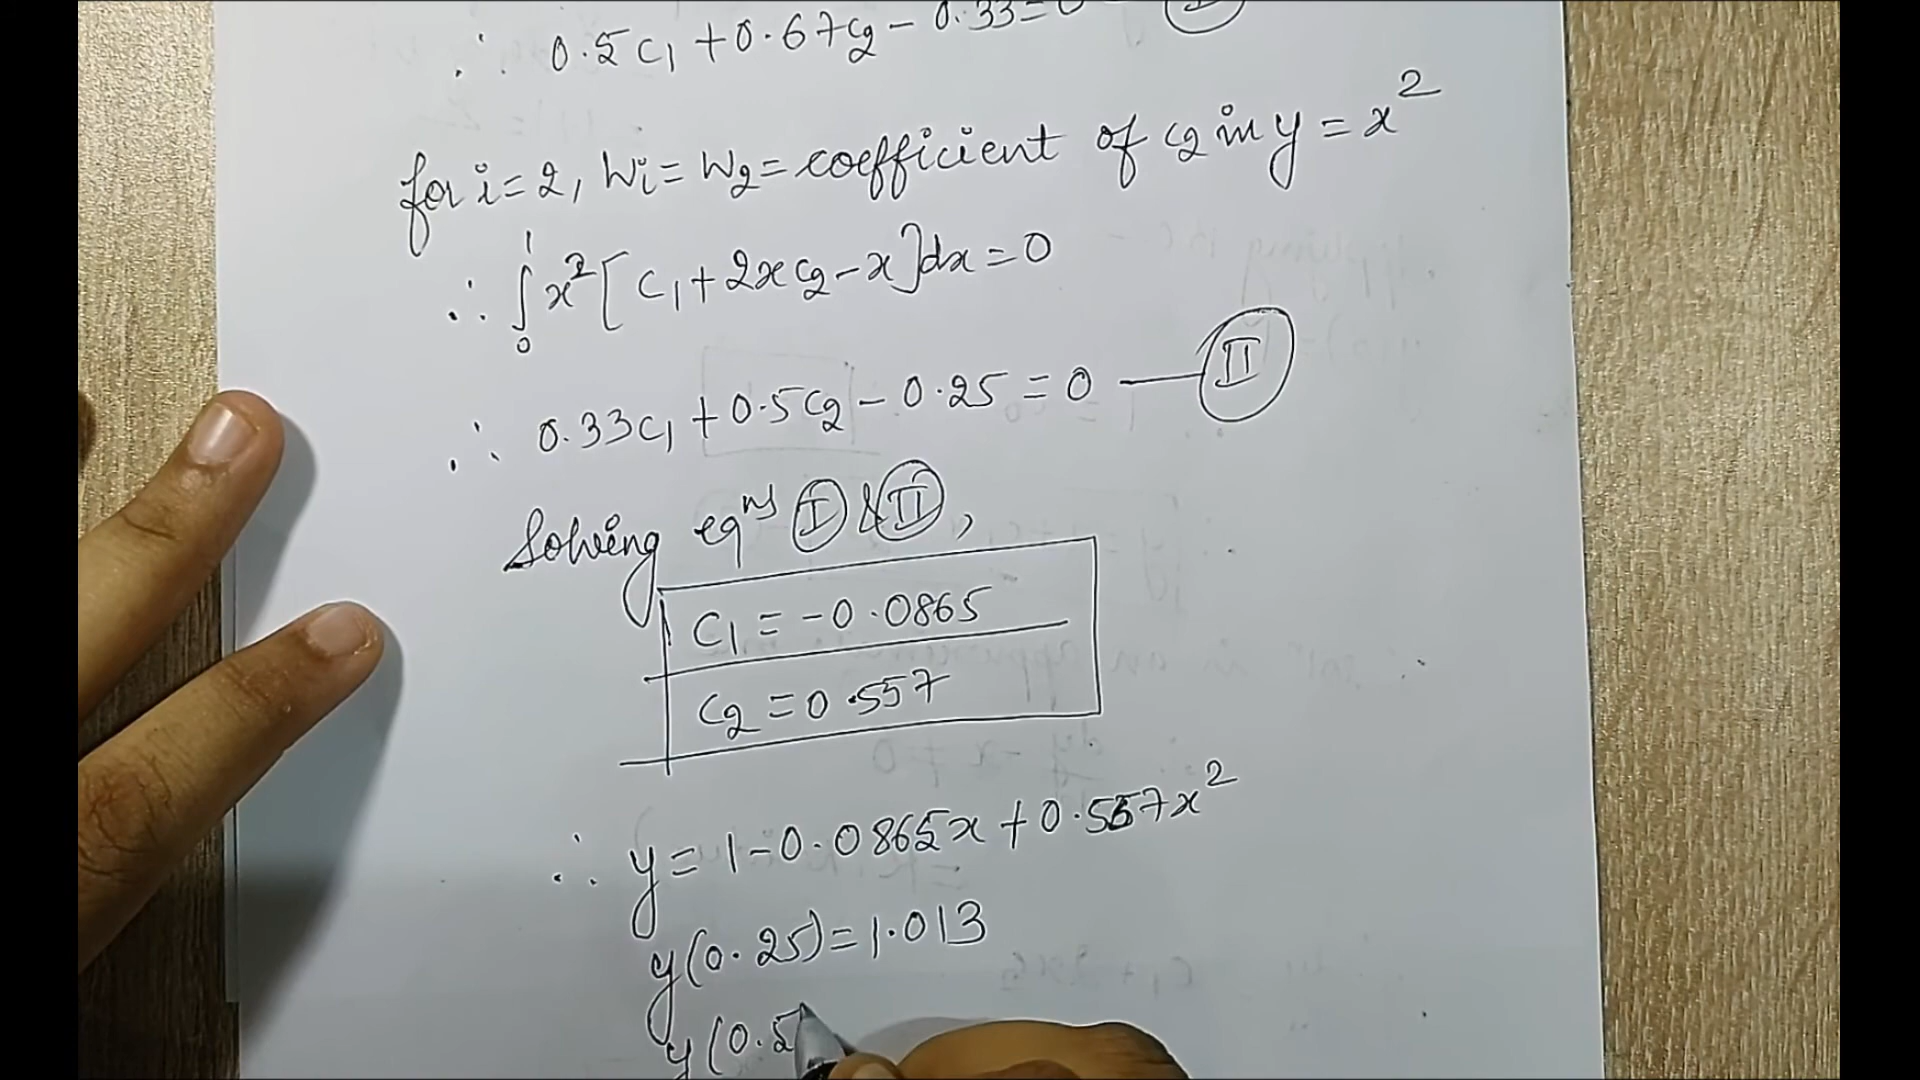 ∴ 0.5c₁ + 0.67c₂ - 0.33 = 0 — I
for i = 2, Wi = W₂ = coefficient of c₂ in y = x²
∴ ∫₀¹ x² [c₁ + 2xc₂ - x] dx = 0
∴ 0.33c₁ + 0.5c₂ - 0.25 = 0 — II
Solving eqⁿˢ I & II,
c₁ = -0.0865
c₂ = 0.557
∴ y = 1 - 0.0865x + 0.557x²
y(0.25) = 1.013
y(0.5